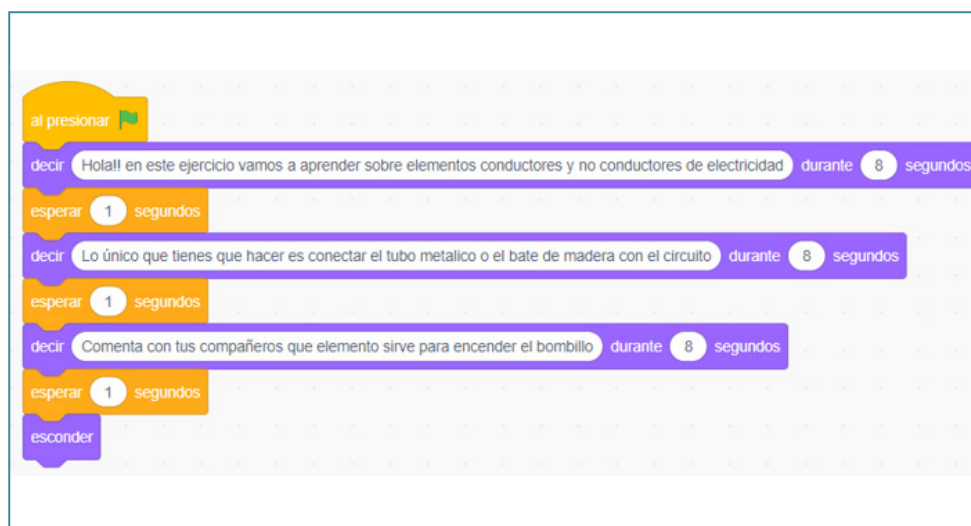 al presionar
decir Hola!! en este ejercicio vamos a aprender sobre elementos conductores y no conductores de electricidad durante 8 segundos
esperar 1 segundos
decir Lo único que tienes que hacer es conectar el tubo metalico o el bate de madera con el circuito durante 8 segundos
esperar 1 segundos
decir Comenta con tus compañeros que elemento sirve para encender el bombillo durante 8 segundos
esperar 1 segundos
esconder